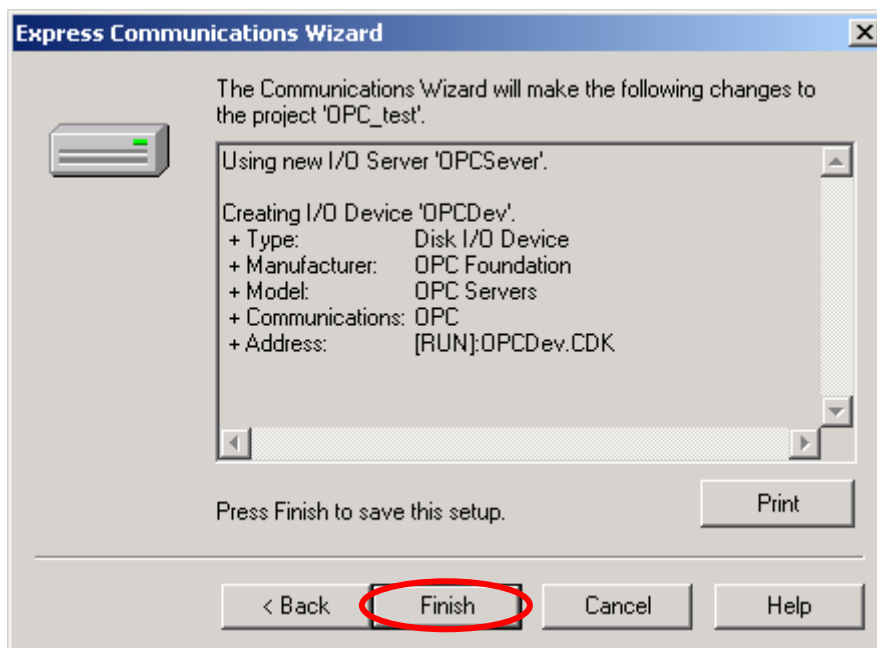 Express Communications Wizard
The Communications Wizard will make the following changes to
the project 'OPC_test'.
Using new I/O Server 'OPCSever'.
Creating I/O Device 'OPCDev'.
+ Type: Disk I/O Device
+ Manufacturer: OPC Foundation
+ Model: OPC Servers
+ Communications: OPC
+ Address: [RUN]:OPCDev.CDK
Press Finish to save this setup.
Print
< Back
Finish
Cancel
Help